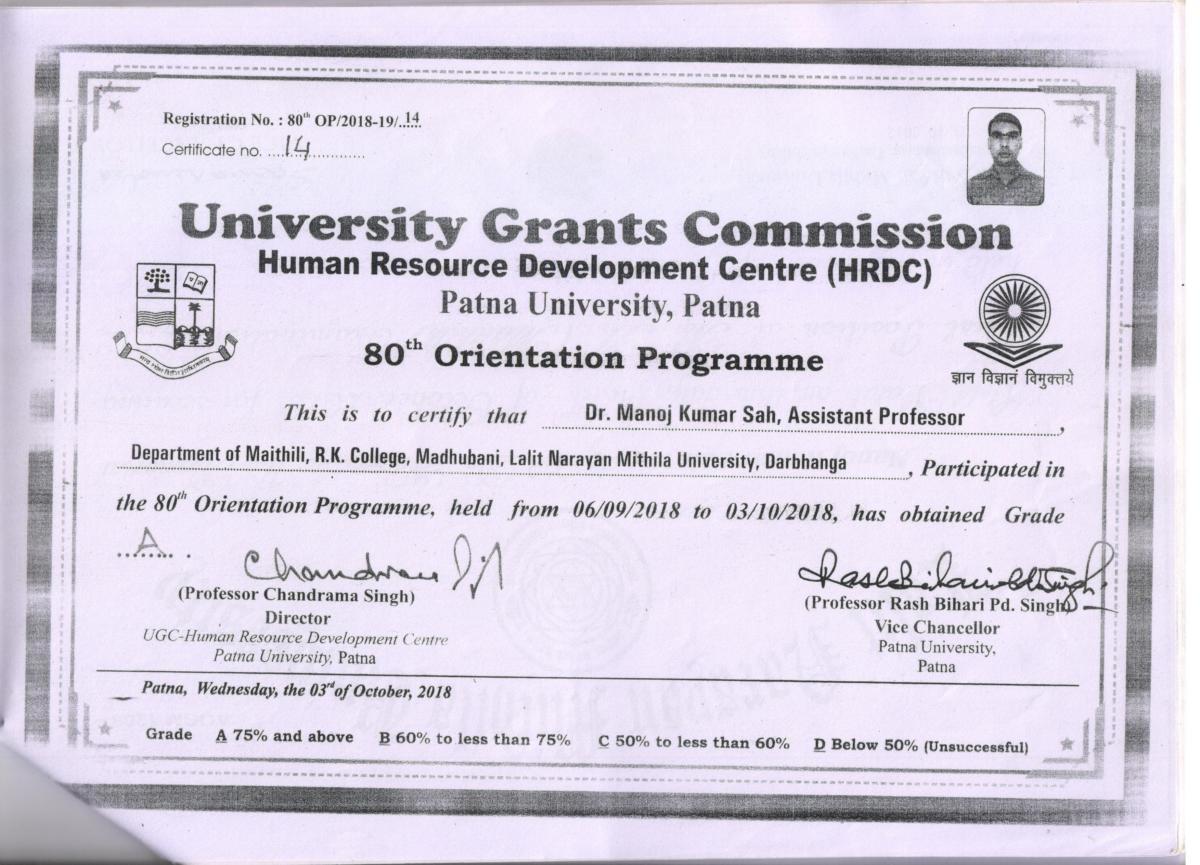 Registration No. : 80th OP/2018-19/..14
Certificate no. ....14...............
University Grants Commission
Human Resource Development Centre (HRDC)
Patna University, Patna
80th Orientation Programme
ज्ञान विज्ञानं विमुक्तये
This is to certify that Dr. Manoj Kumar Sah, Assistant Professor ,
Department of Maithili, R.K. College, Madhubani, Lalit Narayan Mithila University, Darbhanga , Participated in
the 80th Orientation Programme, held from 06/09/2018 to 03/10/2018, has obtained Grade
...A.... .
(Professor Chandrama Singh)
Director
UGC-Human Resource Development Centre
Patna University, Patna
(Professor Rash Bihari Pd. Singh)
Vice Chancellor
Patna University,
Patna
Patna, Wednesday, the 03rd of October, 2018
Grade A 75% and above B 60% to less than 75% C 50% to less than 60% D Below 50% (Unsuccessful)